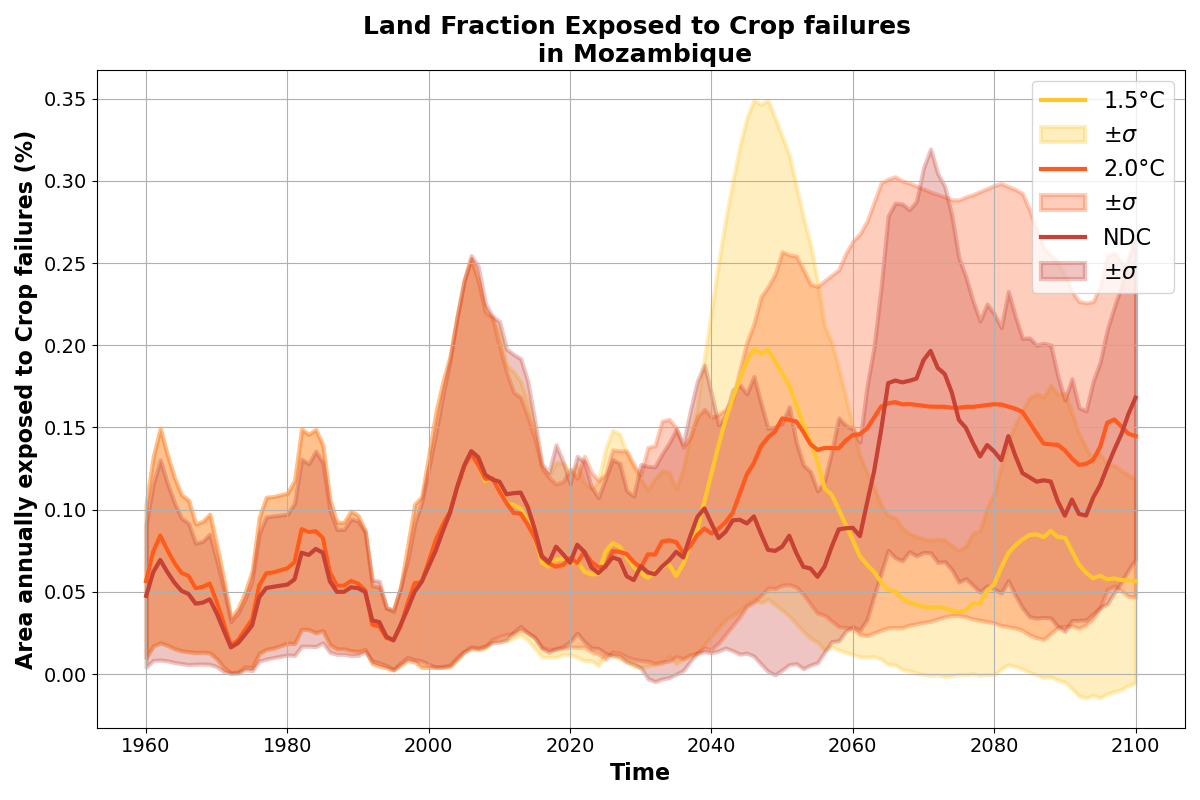 Land Fraction Exposed to Crop failures
in Mozambique
Area annually exposed to Crop failures (%)
0.35
0.30
0.25
0.20
0.15
0.10
0.05
0.00
1.5°C
±σ
2.0°C
±σ
NDC
±σ
1960 1980 2000 2020 2040 2060 2080 2100
Time